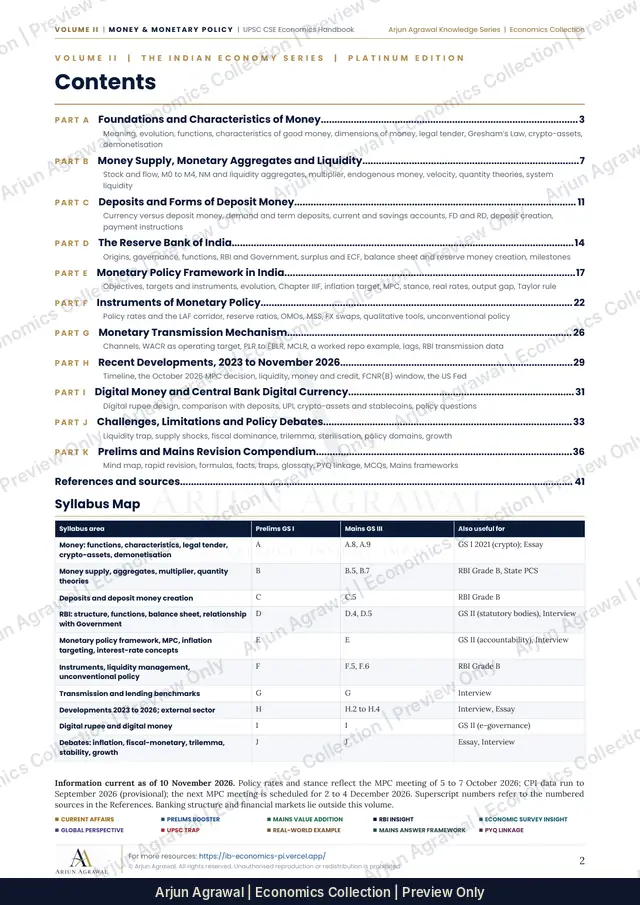 VOLUME II | MONEY & MONETARY POLICY | UPSC CSE Economics Handbook
Arjun Agrawal Knowledge Series | Economics Collection
VOLUME II | THE INDIAN ECONOMY SERIES | PLATINUM EDITION
Contents
PART A Foundations and Characteristics of Money 3
Meaning, evolution, functions, characteristics of good money, dimensions of money, legal tender, Gresham's Law, crypto-assets,
demonetisation
PART B Money Supply, Monetary Aggregates and Liquidity 7
Stock and flow, M0 to M4, NM and liquidity aggregates, multiplier, endogenous money, velocity, quantity theories, system
liquidity
PART C Deposits and Forms of Deposit Money 11
Currency versus deposit money, demand and term deposits, current and savings accounts, FD and RD, deposit creation,
payment instructions
PART D The Reserve Bank of India 14
Origins, governance, functions, RBI and Government, surplus and ECF, balance sheet and reserve money creation, milestones
PART E Monetary Policy Framework in India 17
Objectives, targets and instruments, evolution, Chapter IIIF, inflation target, MPC, stance, real rates, output gap, Taylor rule
PART F Instruments of Monetary Policy 22
Policy rates and the LAF corridor, reserve ratios, OMOs, MSS, FX swaps, qualitative tools, unconventional policy
PART G Monetary Transmission Mechanism 26
Channels, WACR as operating target, PLR to EBLR, MCLR, a worked repo example, lags, RBI transmission data
PART H Recent Developments, 2023 to November 2026 29
Timeline, the October 2026 MPC decision, liquidity, money and credit, FCNR(B) window, the US Fed
PART I Digital Money and Central Bank Digital Currency 31
Digital rupee design, comparison with deposits, UPI, crypto-assets and stablecoins, policy questions
PART J Challenges, Limitations and Policy Debates 33
Liquidity trap, supply shocks, fiscal dominance, trilemma, sterilisation, policy domains, growth
PART K Prelims and Mains Revision Compendium 36
Mind map, rapid revision, formulas, facts, traps, glossary, PYQ linkage, MCQs, Mains frameworks
References and sources 41
Syllabus Map
Syllabus area Prelims GS I Mains GS III Also useful for
Money: functions, characteristics, legal tender, crypto-assets, demonetisation A A.8, A.9 GS I 2021 (crypto); Essay
Money supply, aggregates, multiplier, quantity theories B B.5, B.7 RBI Grade B, State PCS
Deposits and deposit money creation C C.5 RBI Grade B
RBI: structure, functions, balance sheet, relationship with Government D D.4, D.5 GS II (statutory bodies), Interview
Monetary policy framework, MPC, inflation targeting, interest-rate concepts E E GS II (accountability), Interview
Instruments, liquidity management, unconventional policy F F.5, F.6 RBI Grade B
Transmission and lending benchmarks G G Interview
Developments 2023 to 2026; external sector H H.2 to H.4 Interview, Essay
Digital rupee and digital money I I GS II (e-governance)
Debates: inflation, fiscal-monetary, trilemma, stability, growth J J Essay, Interview
Information current as of 10 November 2026. Policy rates and stance reflect the MPC meeting of 5 to 7 October 2026; CPI data run to
September 2026 (provisional); the next MPC meeting is scheduled for 2 to 4 December 2026. Superscript numbers refer to the numbered
sources in the References. Banking structure and financial markets lie outside this volume.
CURRENT AFFAIRS PRELIMS BOOSTER MAINS VALUE ADDITION RBI INSIGHT ECONOMIC SURVEY INSIGHT
GLOBAL PERSPECTIVE UPSC TRAP REAL-WORLD EXAMPLE MAINS ANSWER FRAMEWORK PYQ LINKAGE
ARJUN AGRAWAL
For more resources: https://ib-economics-pi.vercel.app/
© Arjun Agrawal. All rights reserved. Unauthorised reproduction or redistribution is prohibited.
2
Arjun Agrawal | Economics Collection | Preview Only